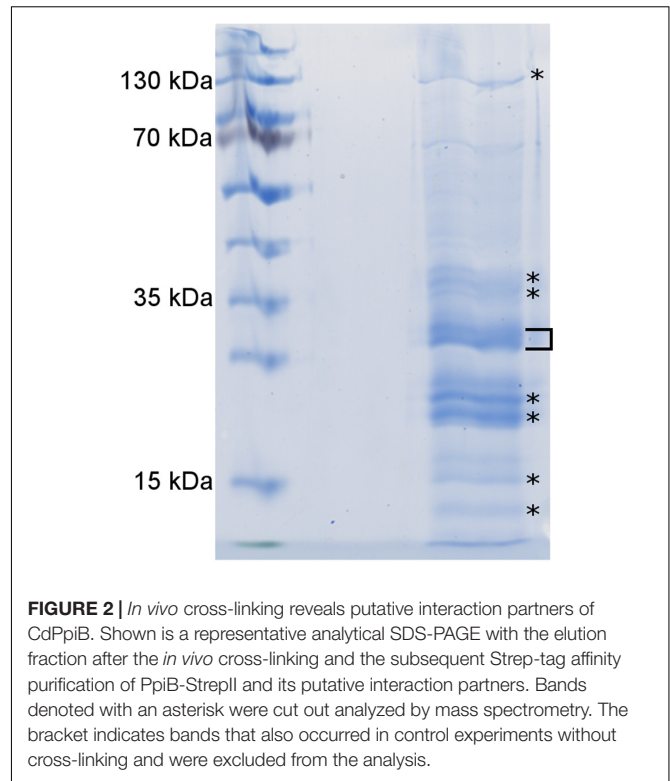 130 kDa *
70 kDa
*
35 kDa *
*
*
15 kDa *
*
FIGURE 2 | In vivo cross-linking reveals putative interaction partners of
CdPpiB. Shown is a representative analytical SDS-PAGE with the elution
fraction after the in vivo cross-linking and the subsequent Strep-tag affinity
purification of PpiB-StrepII and its putative interaction partners. Bands
denoted with an asterisk were cut out analyzed by mass spectrometry. The
bracket indicates bands that also occurred in control experiments without
cross-linking and were excluded from the analysis.